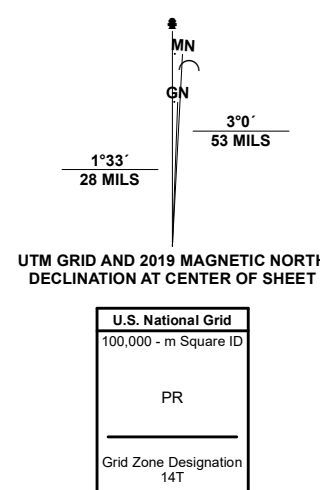 MN
GN
3°0´
53 MILS
1°33´
28 MILS
UTM GRID AND 2019 MAGNETIC NORTH
DECLINATION AT CENTER OF SHEET
U.S. National Grid
100,000 - m Square ID
PR
Grid Zone Designation
14T